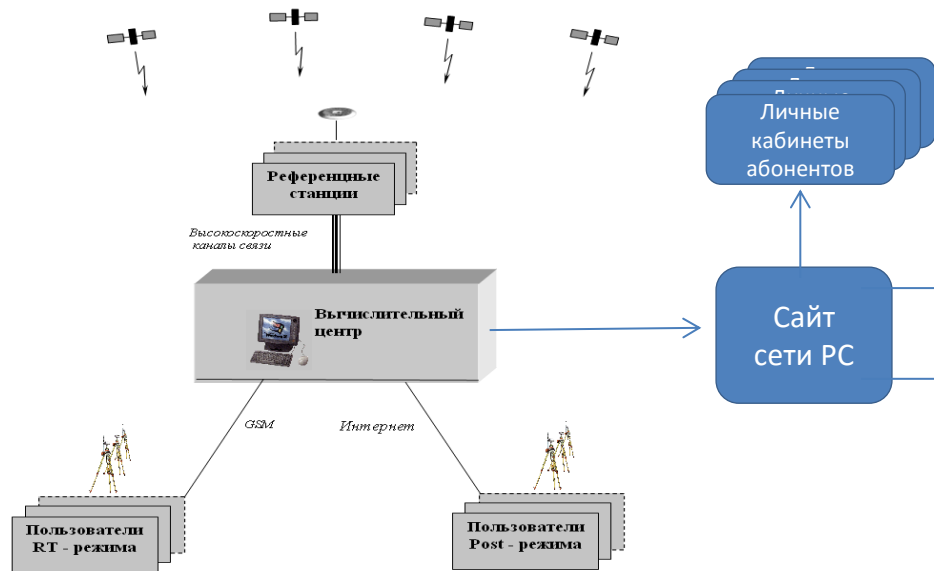 Личные
кабинеты
абонентов
Референцные
станции
Высокоскоростные
каналы связи
Вычислительный
центр
Сайт
сети РС
GSM
Интернет
Пользователи
RT - режима
Пользователи
Post - режима